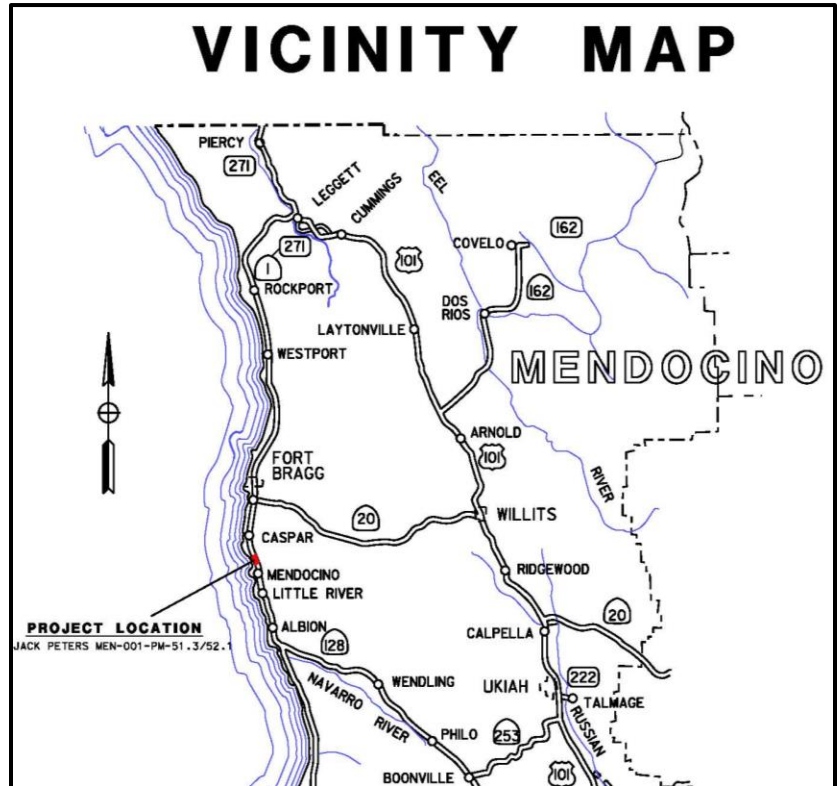 VICINITY MAP
PIERCY
271
LEGGETT
CUMMINGS
EEL
271
1
101
COVELO
162
162
ROCKPORT
DOS
RIOS
LAYTONVILLE
WESTPORT
MENDOCINO
ARNOLD
101
FORT
BRAGG
RIVER
20
WILLITS
CASPAR
MENDOCINO
RIDGEWOOD
LITTLE RIVER
20
PROJECT LOCATION
JACK PETERS MEN-001-PM-51.3/52.1
ALBION
128
CALPELLA
NAVARRO
RIVER
WENDLING
UKIAH
222
TALMAGE
RUSSIAN
PHILO
253
BOONVILLE
101